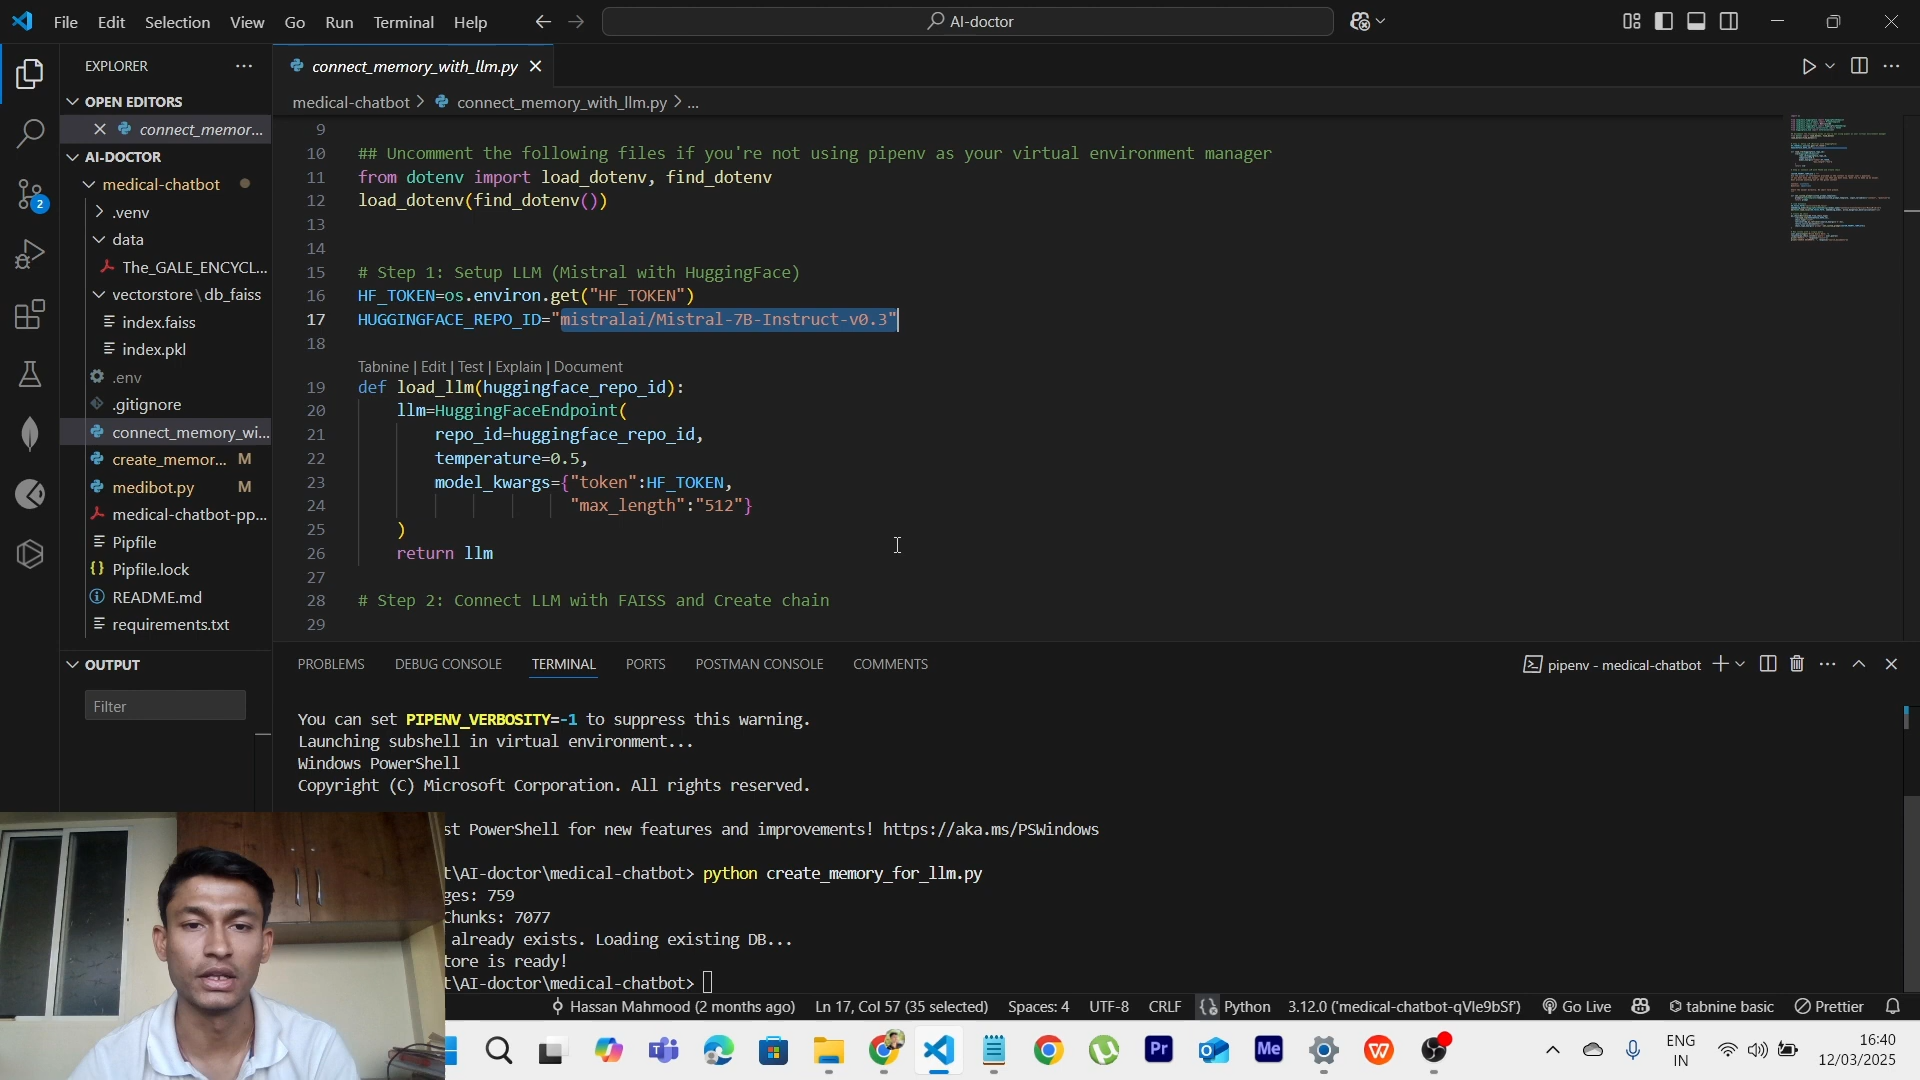 File Edit Selection View Go Run Terminal Help
AI-doctor
EXPLORER
OPEN EDITORS
connect_memor...
AI-DOCTOR
medical-chatbot
.venv
data
The_GALE_ENCYCL...
vectorstore\db_faiss
index.faiss
index.pkl
.env
.gitignore
connect_memory_wi...
create_memor... M
medibot.py M
medical-chatbot-pp...
Pipfile
Pipfile.lock
README.md
requirements.txt
OUTPUT
Filter
2
connect_memory_with_llm.py
medical-chatbot > connect_memory_with_llm.py > ...
9
10 ## Uncomment the following files if you're not using pipenv as your virtual environment manager
11 from dotenv import load_dotenv, find_dotenv
12 load_dotenv(find_dotenv())
13
14
15 # Step 1: Setup LLM (Mistral with HuggingFace)
16 HF_TOKEN=os.environ.get("HF_TOKEN")
17 HUGGINGFACE_REPO_ID="mistralai/Mistral-7B-Instruct-v0.3"
18
Tabnine | Edit | Test | Explain | Document
19 def load_llm(huggingface_repo_id):
20 llm=HuggingFaceEndpoint(
21 repo_id=huggingface_repo_id,
22 temperature=0.5,
23 model_kwargs={"token":HF_TOKEN,
24 "max_length":"512"}
25 )
26 return llm
27
28 # Step 2: Connect LLM with FAISS and Create chain
29
PROBLEMS DEBUG CONSOLE TERMINAL PORTS POSTMAN CONSOLE COMMENTS
pipenv - medical-chatbot
You can set PIPENV_VERBOSITY=-1 to suppress this warning.
Launching subshell in virtual environment...
Windows PowerShell
Copyright (C) Microsoft Corporation. All rights reserved.
st PowerShell for new features and improvements! https://aka.ms/PSWindows
t\AI-doctor\medical-chatbot> python create_memory_for_llm.py
ges: 759
Chunks: 7077
already exists. Loading existing DB...
tore is ready!
t\AI-doctor\medical-chatbot>
Hassan Mahmood (2 months ago) Ln 17, Col 57 (35 selected) Spaces: 4 UTF-8 CRLF Python 3.12.0 ('medical-chatbot-qVle9bSf') Go Live tabnine basic Prettier
Pr
Me
W
ENG
IN
16:40
12/03/2025